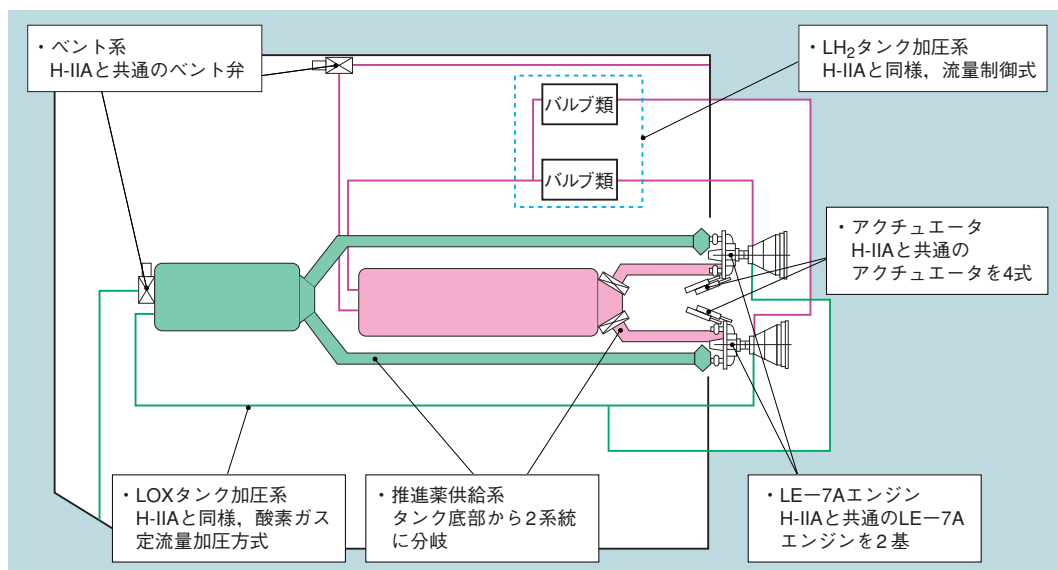 ・ベント系
H-IIAと共通のベント弁
・LH₂タンク加圧系
H-IIAと同様，流量制御式
バルブ類
バルブ類
・アクチュエータ
H-IIAと共通の
アクチュエータを4式
・LOXタンク加圧系
H-IIAと同様，酸素ガス
定流量加圧方式
・推進薬供給系
タンク底部から2系統
に分岐
・LE−7Aエンジン
H-IIAと共通のLE−7A
エンジンを2基